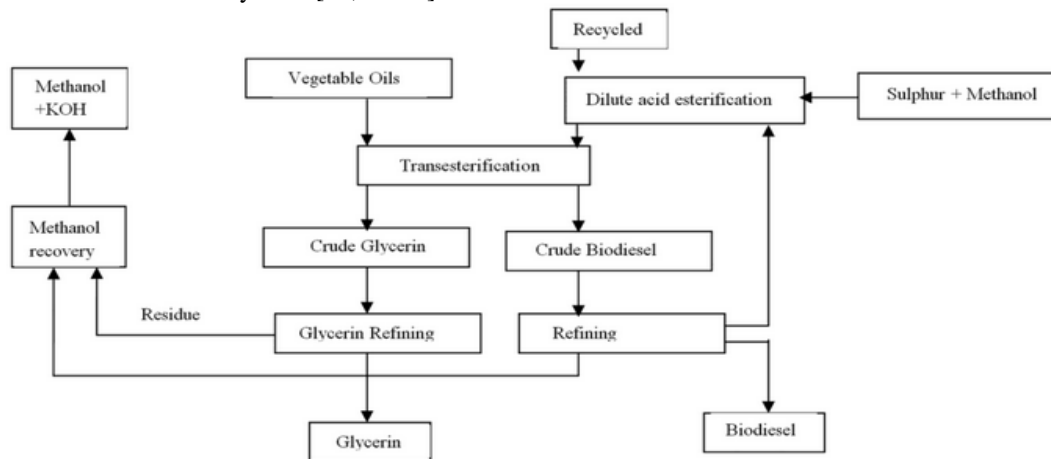 Recycled
Methanol
+KOH
Vegetable Oils
Dilute acid esterification
Sulphur + Methanol
Transesterification
Methanol
recovery
Crude Glycerin
Crude Biodiesel
Residue
Glycerin Refining
Refining
Glycerin
Biodiesel